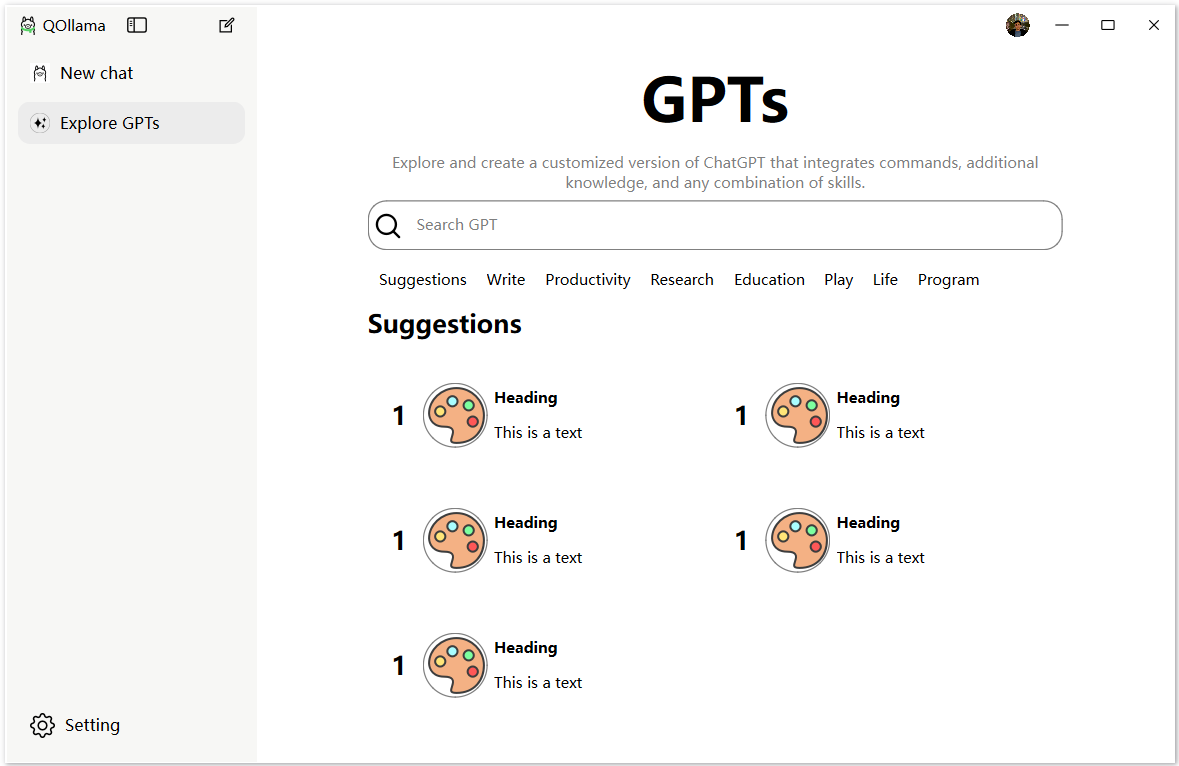 QOllama
New chat
Explore GPTs
Setting
GPTs
Explore and create a customized version of ChatGPT that integrates commands, additional
knowledge, and any combination of skills.
Search GPT
Suggestions Write Productivity Research Education Play Life Program
Suggestions
1
Heading
This is a text
1
Heading
This is a text
1
Heading
This is a text
1
Heading
This is a text
1
Heading
This is a text